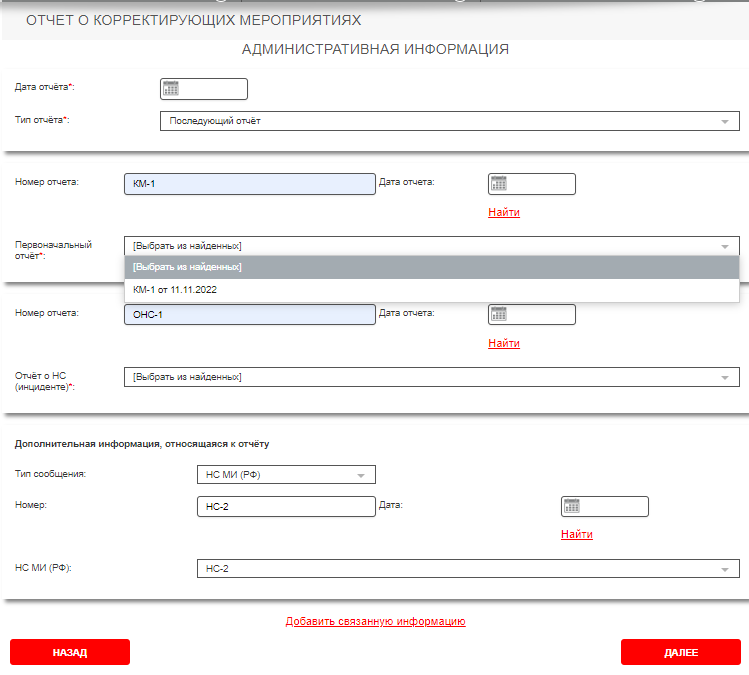 ОТЧЕТ О КОРРЕКТИРУЮЩИХ МЕРОПРИЯТИЯХ
АДМИНИСТРАТИВНАЯ ИНФОРМАЦИЯ
Дата отчёта*:
Тип отчёта*: Последующий отчёт
Номер отчета: КМ-1 Дата отчета:
Найти
Первоначальный отчёт*: [Выбрать из найденных]
[Выбрать из найденных]
КМ-1 от 11.11.2022
Номер отчета: ОНС-1 Дата отчета:
Найти
Отчёт о НС (инциденте)*: [Выбрать из найденных]
Дополнительная информация, относящаяся к отчёту
Тип сообщения: НС МИ (РФ)
Номер: НС-2 Дата:
Найти
НС МИ (РФ): НС-2
Добавить связанную информацию
НАЗАД ДАЛЕЕ